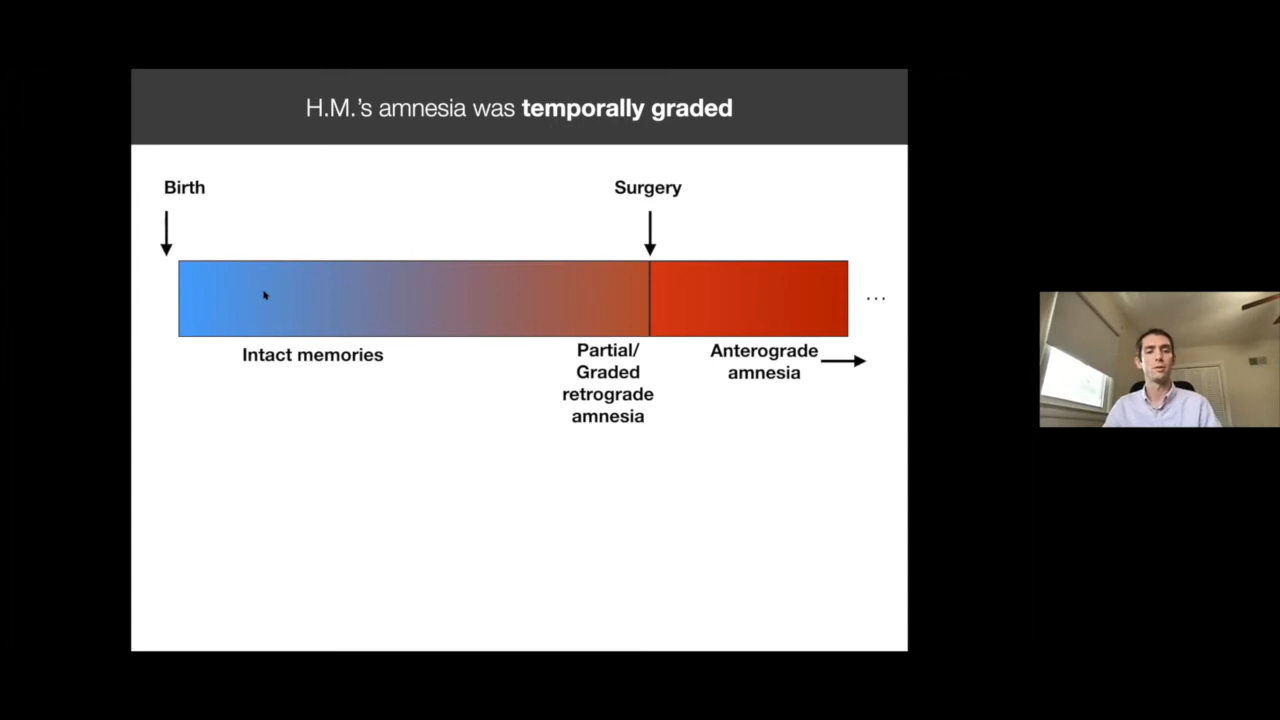 H.M.'s amnesia was temporally graded
Birth
Surgery
...
Intact memories
Partial/
Graded
retrograde
amnesia
Anterograde
amnesia